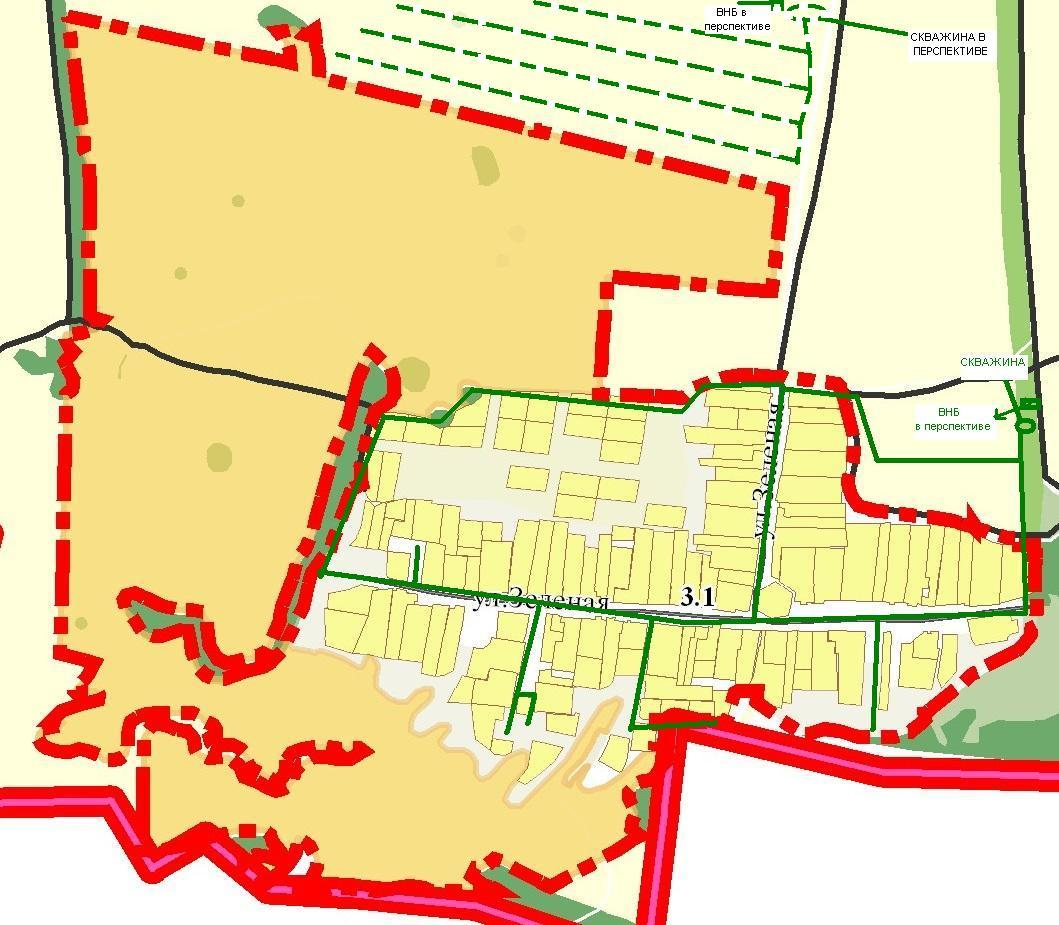 ВНБ в
перспективе
СКВАЖИНА В
ПЕРСПЕКТИВЕ
СКВАЖИНА
ВНБ
в перспективе
ул.Зеленая
ул.Зеленая
3.1